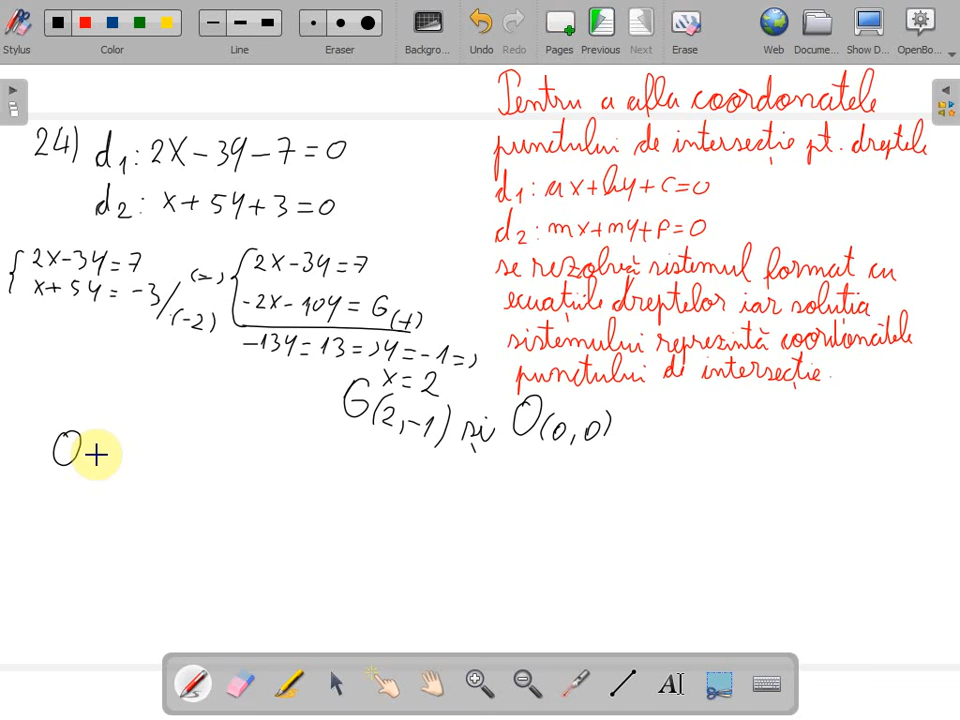 Stylus
Color
Line
Eraser
Backgro...
Undo
Redo
Pages
Previous
Next
Erase
Web
Docume...
Show D...
OpenBo...
24) d1: 2x-3y-7=0
d2: x+5y+3=0
{2x-3y=7
x+5y=-3/(-2)
(=)
{2x-3y=7
-2x-10y=6(+)
-13y=13=)y=-1=)
x=2
G(2,-1) și O(0,0)
O
Pentru a afla coordonatele
punctului de intersecție pt. dreptele
d1: ax+by+c=0
d2: mx+ny+p=0
se rezolvă sistemul format cu
ecuațiile dreptelor iar soluția
sistemului reprezintă coordonatele
punctului de intersecție.